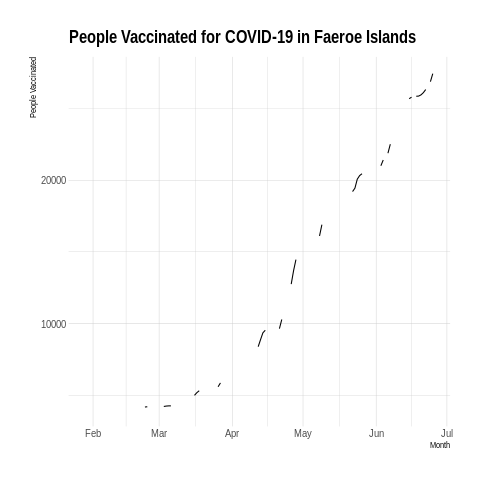 People Vaccinated for COVID-19 in Faeroe Islands
People Vaccinated
20000
10000
Feb Mar Apr May Jun Jul
Month